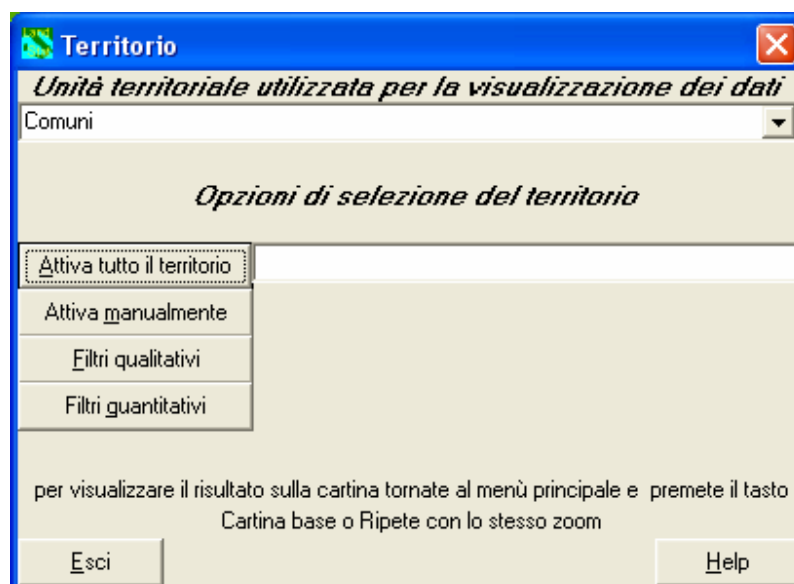 Territorio
Unità territoriale utilizzata per la visualizzazione dei dati
Comuni
Opzioni di selezione del territorio
Attiva tutto il territorio
Attiva manualmente
Filtri qualitativi
Filtri quantitativi
per visualizzare il risultato sulla cartina tornate al menù principale e premete il tasto
Cartina base o Ripete con lo stesso zoom
Esci Help